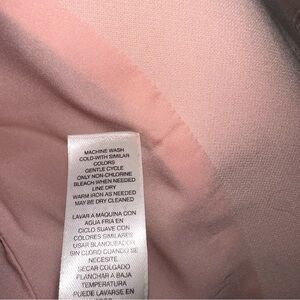 MACHINE WASH
COLD-WITH SIMILAR
COLORS
GENTLE CYCLE
ONLY NON-CHLORINE
BLEACH WHEN NEEDED
LINE DRY
WARM IRON AS NEEDED
MAY BE DRY CLEANED
LAVAR A MAQUINA CON
AGUA FRIA EN
CICLO SUAVE CON
COLORES SIMILARES
USAR BLANQUEADOR
SIN CLORO CUANDO SE
NECESITE
SECAR COLGADO
PLANCHAR A BAJA
TEMPERATURA
PUEDE LAVARSE EN